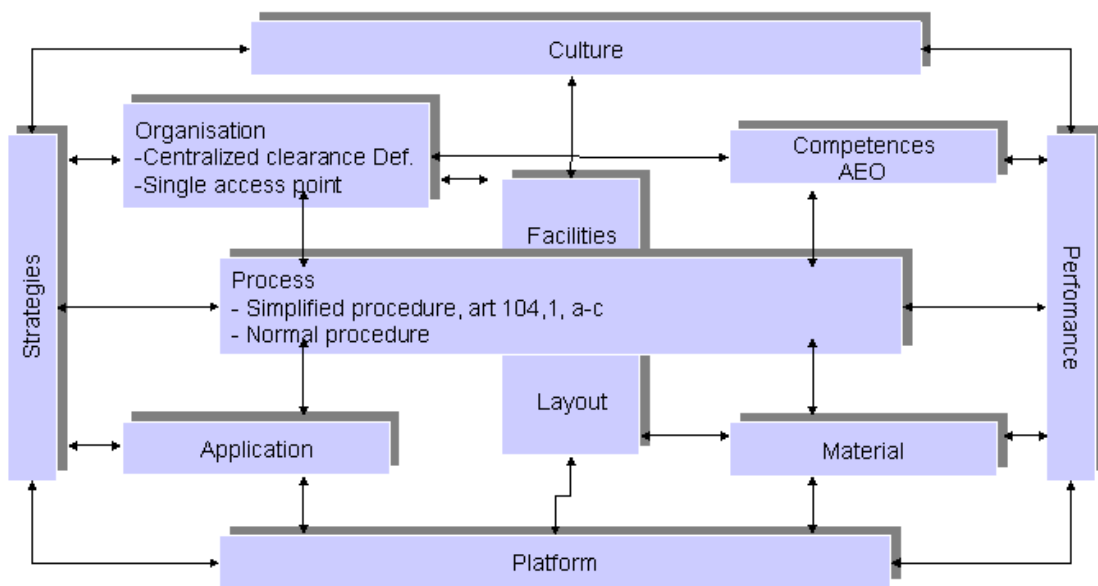 Culture
Organisation
-Centralized clearance Def.
-Single access point
Competences
AEO
Facilities
Strategies
Process
- Simplified procedure, art 104,1, a-c
- Normal procedure
Perfomance
Layout
Application
Material
Platform